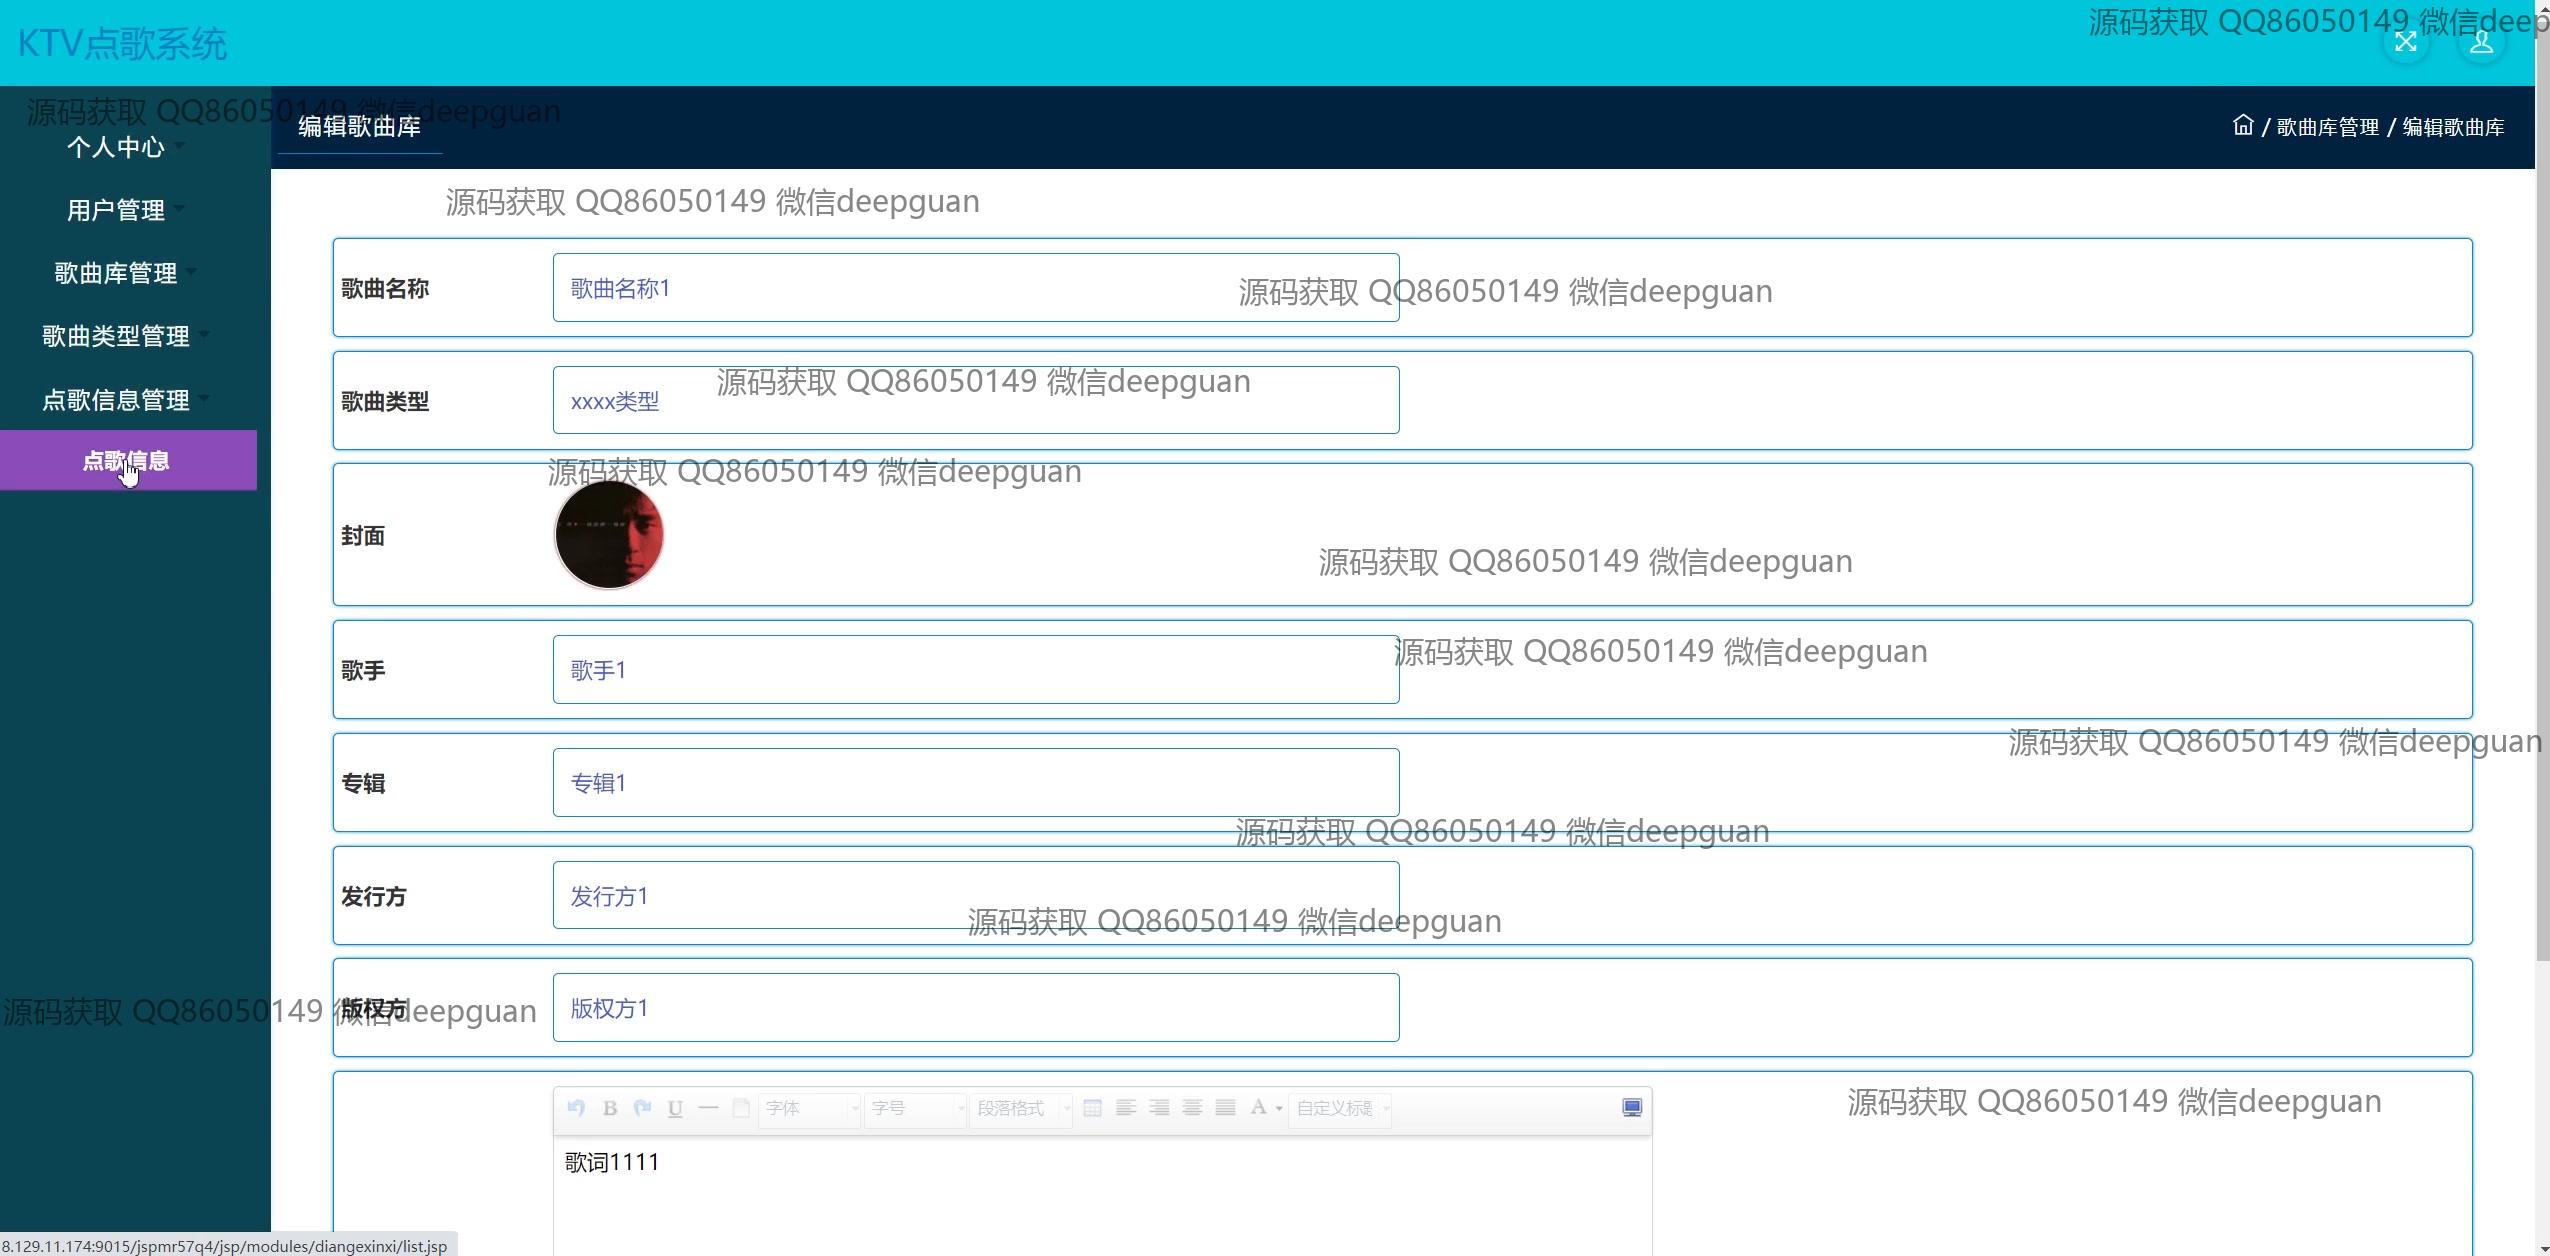 KTV点歌系统
源码获取 QQ86050149 微信deep
源码获取 QQ86050149 微信deepguan
个人中心
编辑歌曲库
/ 歌曲库管理 / 编辑歌曲库
用户管理
源码获取 QQ86050149 微信deepguan
歌曲库管理
歌曲名称
歌曲名称1
源码获取 QQ86050149 微信deepguan
歌曲类型管理
源码获取 QQ86050149 微信deepguan
点歌信息管理
歌曲类型
xxxx类型
点歌信息
源码获取 QQ86050149 微信deepguan
封面
源码获取 QQ86050149 微信deepguan
歌手
歌手1
源码获取 QQ86050149 微信deepguan
源码获取 QQ86050149 微信deepguan
专辑
专辑1
源码获取 QQ86050149 微信deepguan
发行方
发行方1
源码获取 QQ86050149 微信deepguan
源码获取 QQ86050149 微信deepguan
版权方
版权方1
B U 字体 字号 段落格式 A 自定义标题
源码获取 QQ86050149 微信deepguan
歌词1111
8.129.11.174:9015/jspmr57q4/jsp/modules/diangexinxi/list.jsp